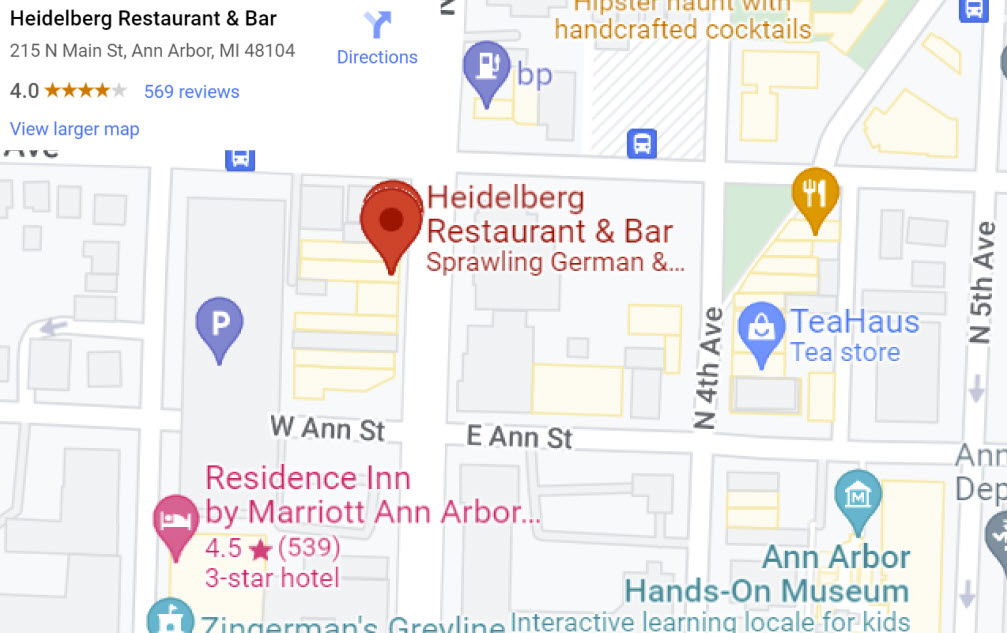 Heidelberg Restaurant & Bar
215 N Main St, Ann Arbor, MI 48104
4.0
569 reviews
View larger map
Directions
Ave
N
Hipster haunt with
handcrafted cocktails
bp
Heidelberg
Restaurant & Bar
Sprawling German &...
P
TeaHaus
Tea store
N 4th Ave
N 5th Ave
W Ann St
E Ann St
Residence Inn
by Marriott Ann Arbor...
4.5 ★ (539)
3-star hotel
Ann
Dep
M
Ann Arbor
Hands-On Museum
Interactive learning locale for kids
Zingerman's Greyline